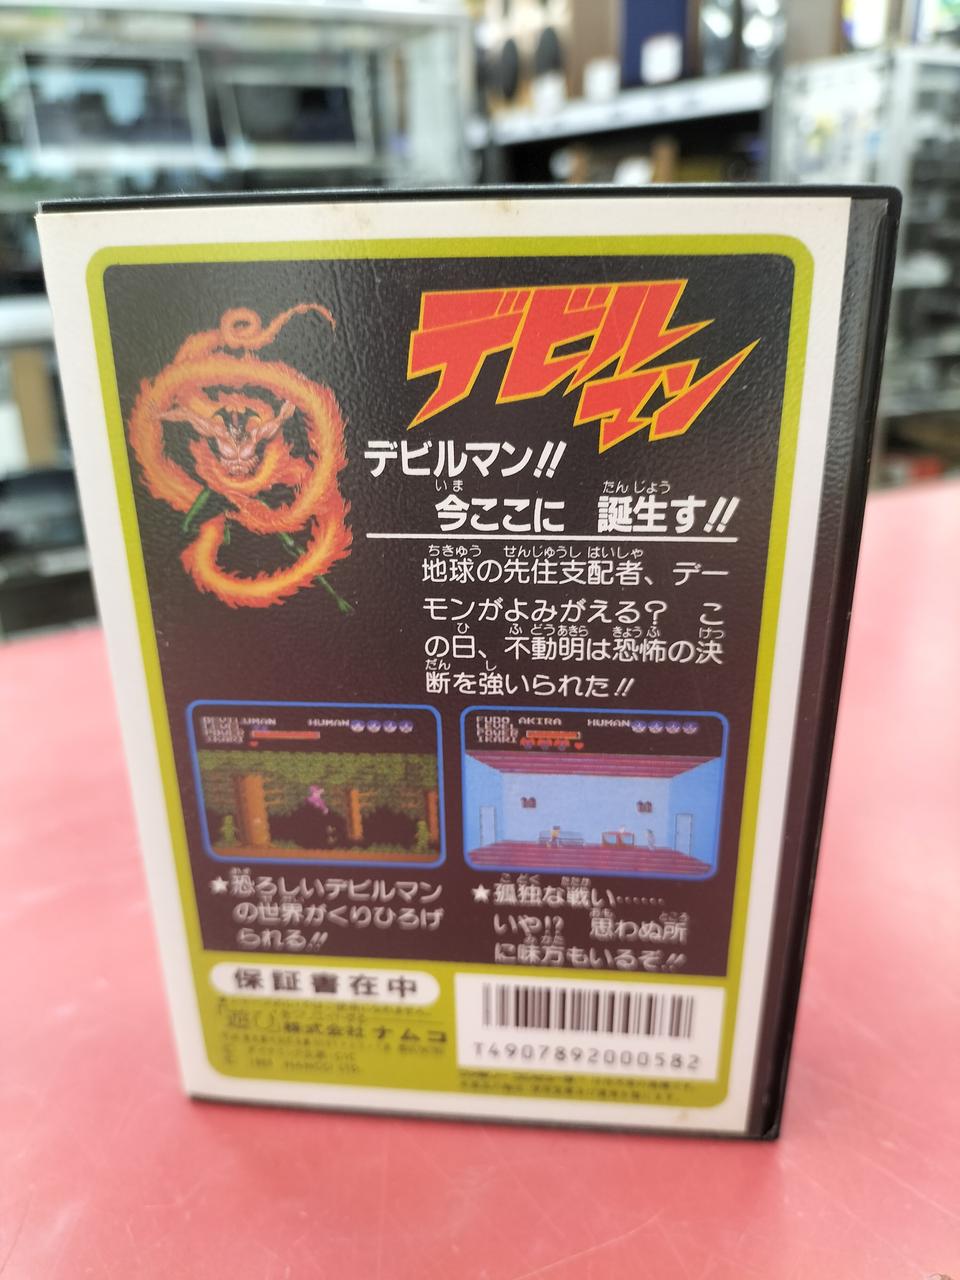 デビル
マン
デビルマン!!
今ここに 誕生す!!
地球の先住支配者、デー
モンがよみがえる? こ
の日、不動明は恐怖の決
断を強いられた!!
HUMAN
FUDO AKIRA HUMAN
LEVEL
POWER
IKARI
★恐ろしいデビルマン
の世界がくりひろげ
られる!!
★孤独な戦い……
いや!? 思わぬ所
に味方もいるぞ!!
保証書在中
株式会社ナムコ
T4907892000582